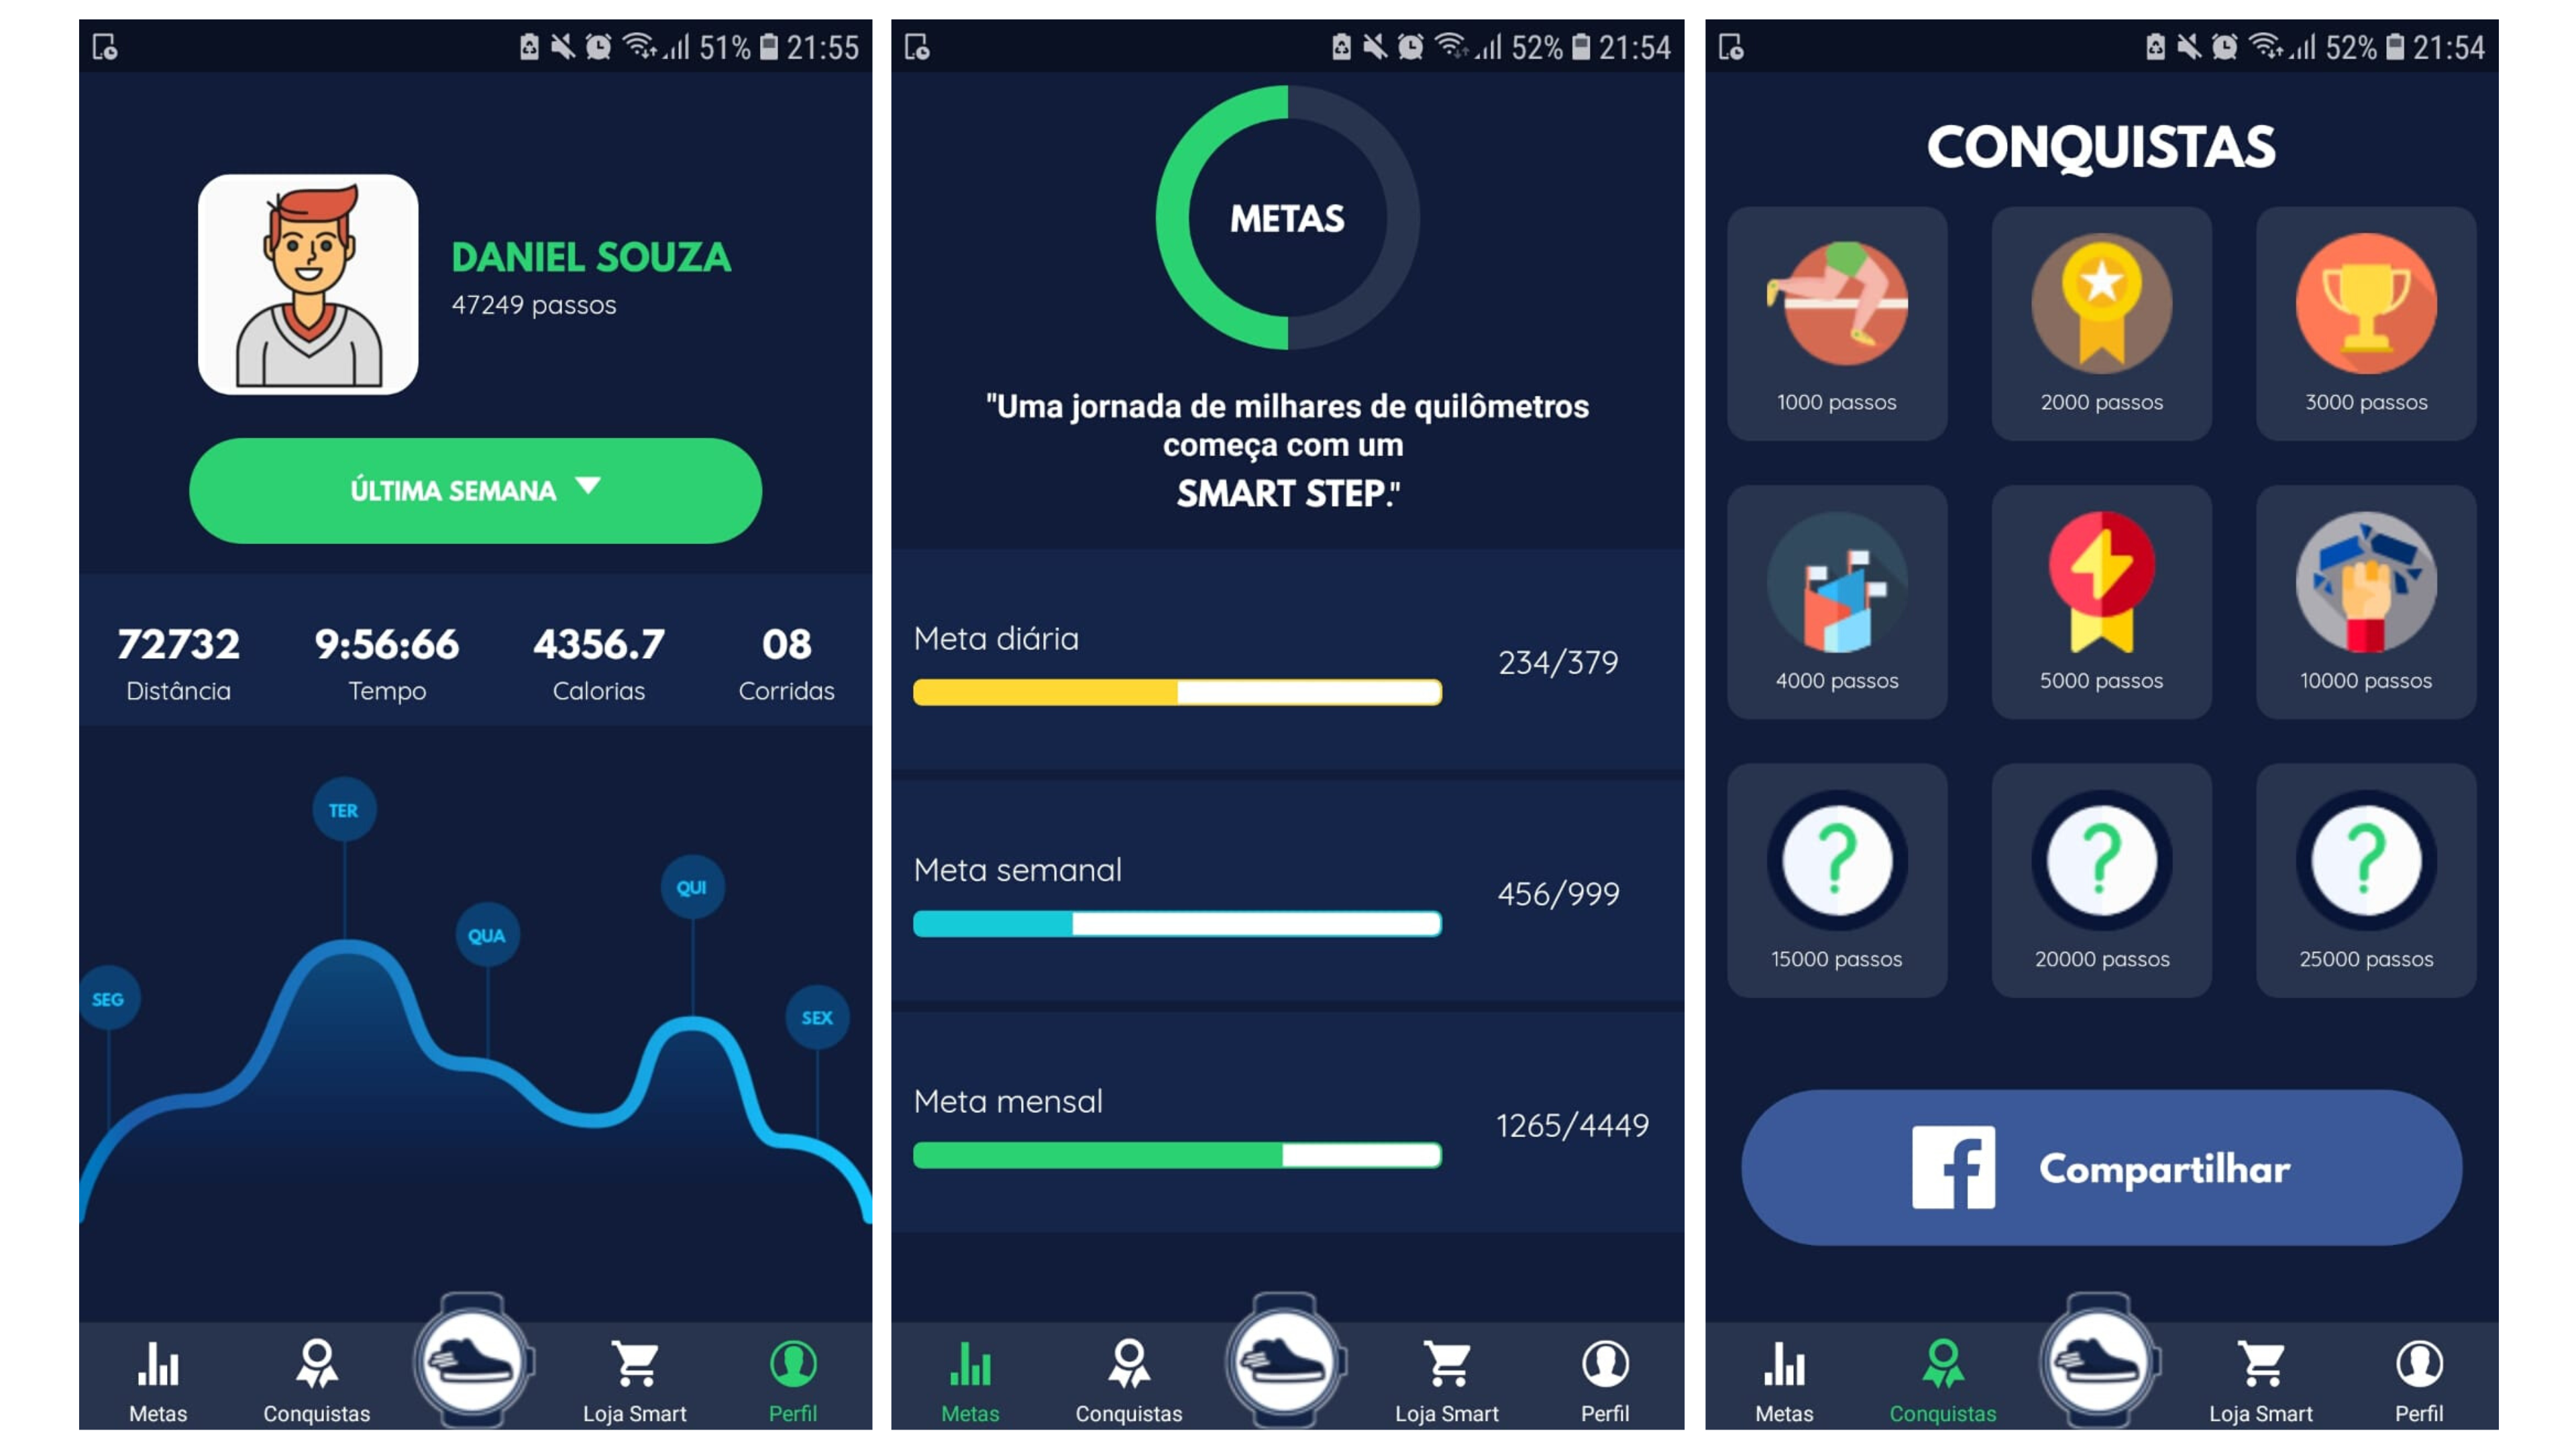 51% 21:55
DANIEL SOUZA
47249 passos
ÚLTIMA SEMANA
72732 9:56:66 4356.7 08
Distância Tempo Calorias Corridas
TER
QUI
QUA
SEG
SEX
Metas Conquistas Loja Smart Perfil
52% 21:54
METAS
"Uma jornada de milhares de quilômetros
começa com um
SMART STEP."
Meta diária
234/379
Meta semanal
456/999
Meta mensal
1265/4449
Metas Conquistas Loja Smart Perfil
52% 21:54
CONQUISTAS
1000 passos 2000 passos 3000 passos
4000 passos 5000 passos 10000 passos
? ? ?
15000 passos 20000 passos 25000 passos
f Compartilhar
Metas Conquistas Loja Smart Perfil